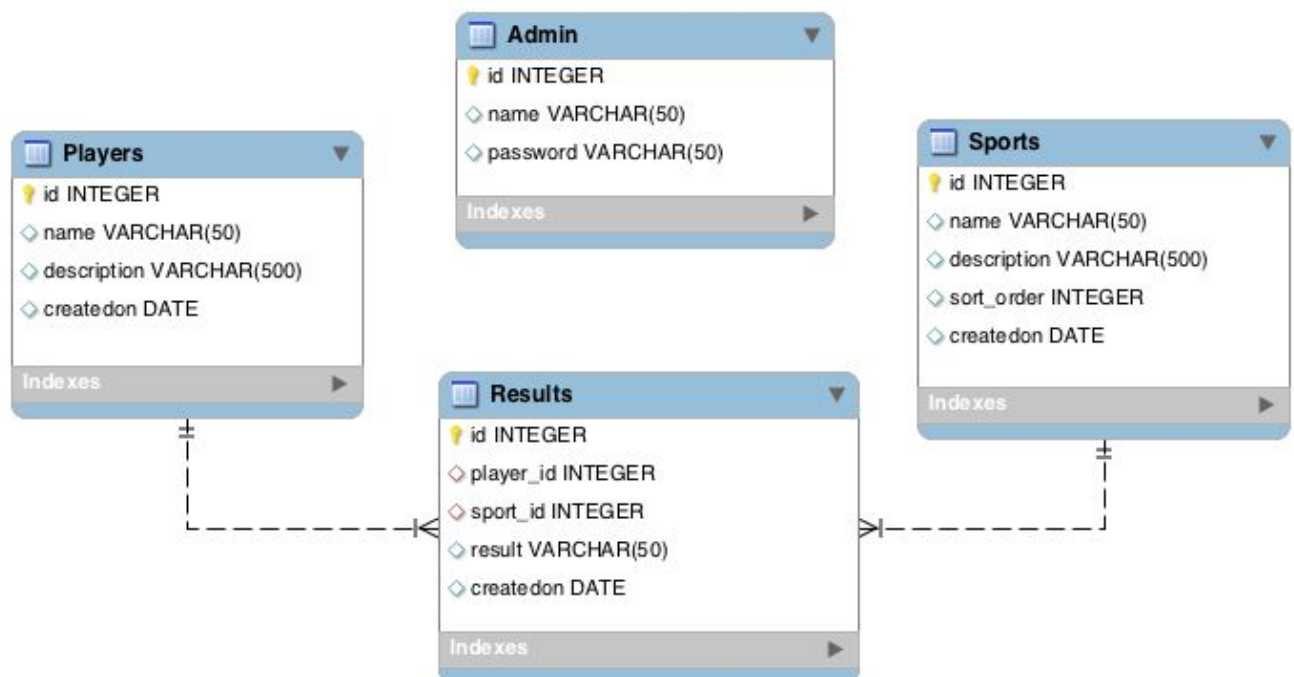 Admin
id INTEGER
name VARCHAR(50)
password VARCHAR(50)
Indexes
Players
id INTEGER
name VARCHAR(50)
description VARCHAR(500)
createdon DATE
Indexes
Sports
id INTEGER
name VARCHAR(50)
description VARCHAR(500)
sort_order INTEGER
createdon DATE
Indexes
Results
id INTEGER
player_id INTEGER
sport_id INTEGER
result VARCHAR(50)
createdon DATE
Indexes